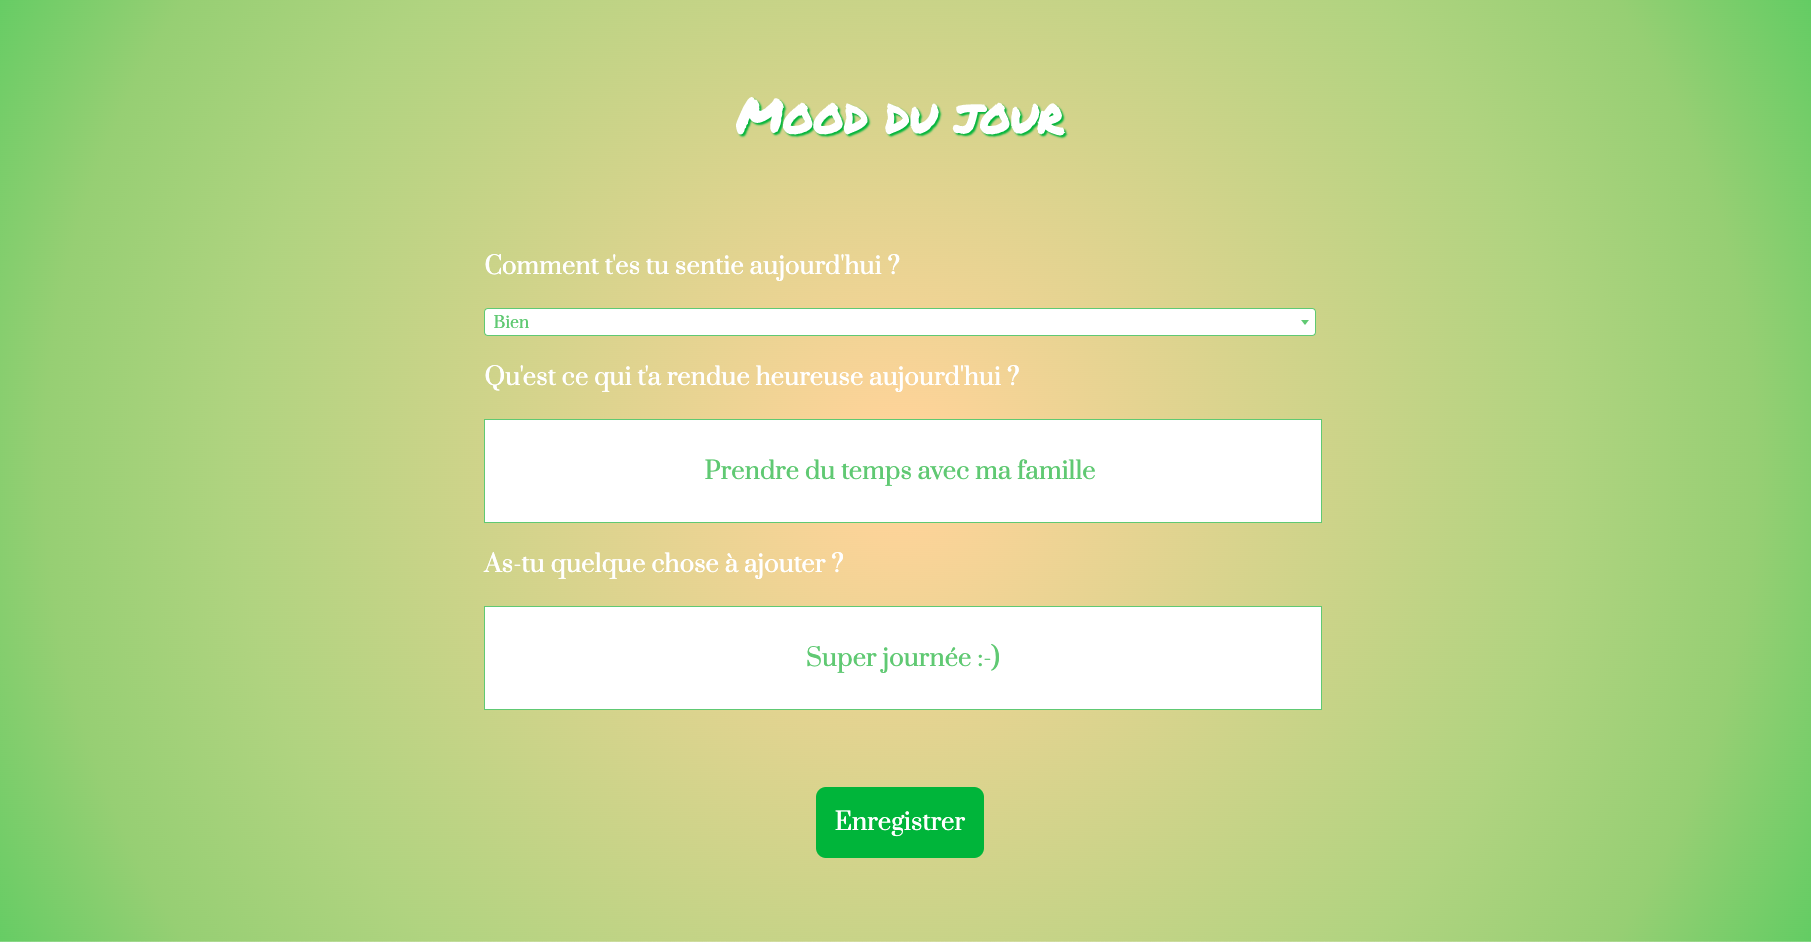 Mood du jour
Comment t'es tu sentie aujourd'hui ?
Bien
Qu'est ce qui t'a rendue heureuse aujourd'hui ?
Prendre du temps avec ma famille
As-tu quelque chose à ajouter ?
Super journée :-)
Enregistrer